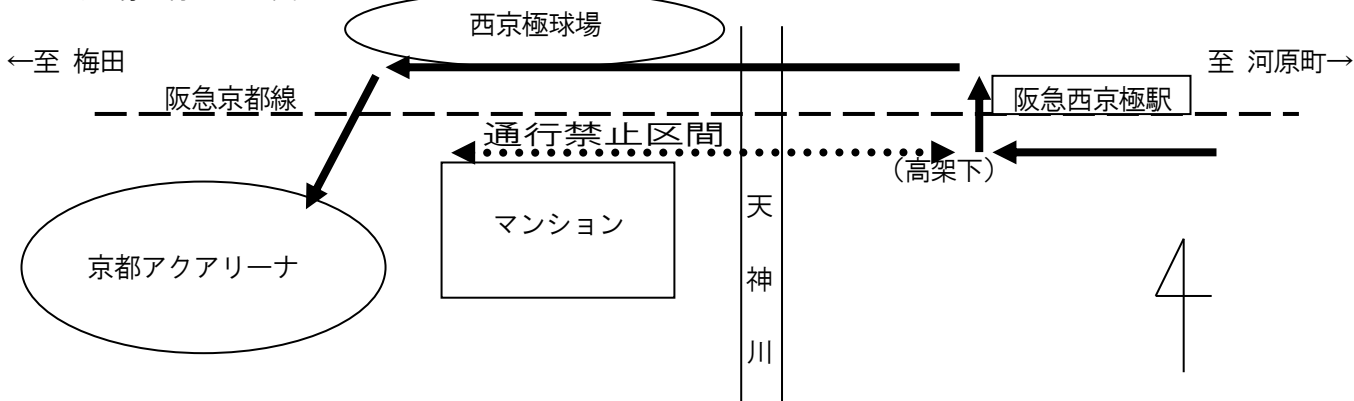 西京極球場
←至 梅田
至 河原町→
阪急京都線
阪急西京極駅
通行禁止区間
（高架下）
マンション
天神川
京都アクアリーナ